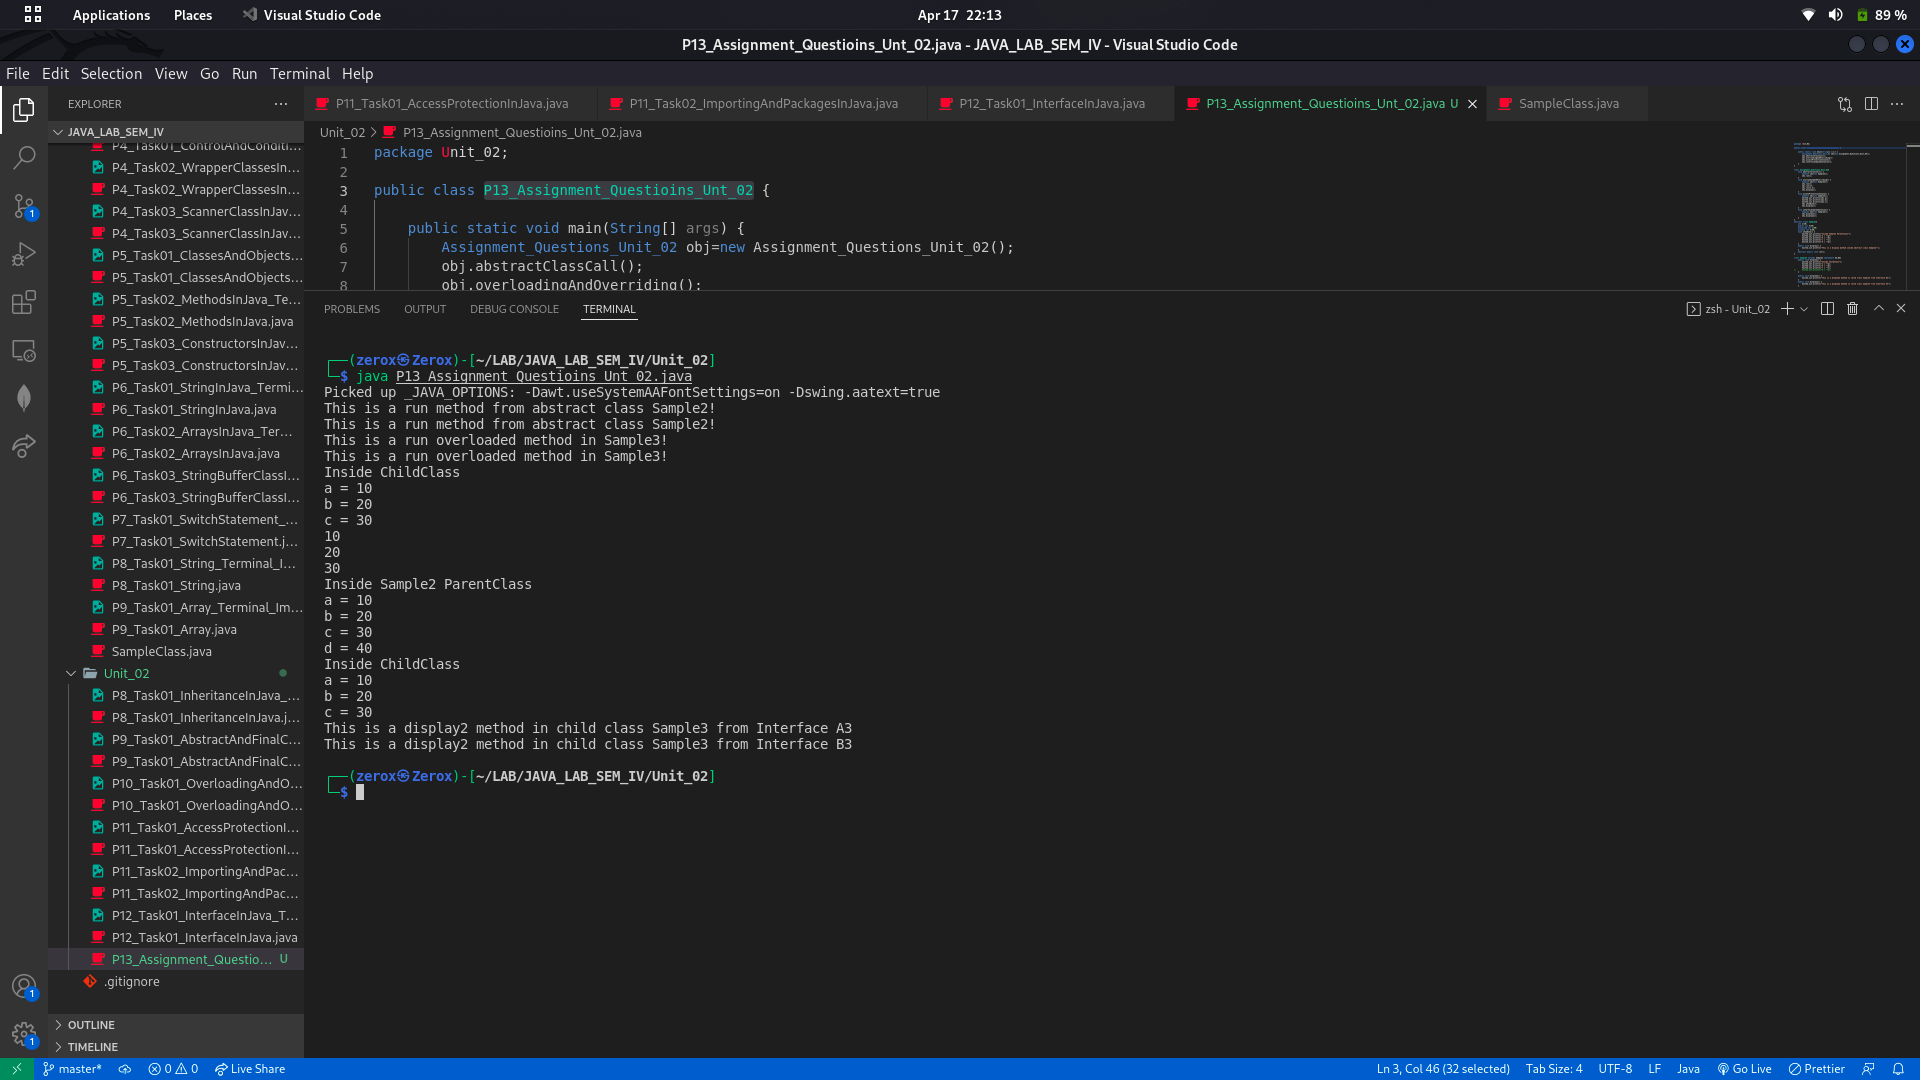 Applications Places Visual Studio Code
Apr 17 22:13
89 %
P13_Assignment_Questioins_Unt_02.java - JAVA_LAB_SEM_IV - Visual Studio Code
File Edit Selection View Go Run Terminal Help
EXPLORER
JAVA_LAB_SEM_IV
P4_Task01_ControlAndConditi...
P4_Task02_WrapperClassesIn...
P4_Task02_WrapperClassesIn...
P4_Task03_ScannerClassInJav...
P4_Task03_ScannerClassInJav...
P5_Task01_ClassesAndObjects...
P5_Task01_ClassesAndObjects...
P5_Task02_MethodsInJava_Te...
P5_Task02_MethodsInJava.java
P5_Task03_ConstructorsInJav...
P5_Task03_ConstructorsInJav...
P6_Task01_StringInJava_Termi...
P6_Task01_StringInJava.java
P6_Task02_ArraysInJava_Ter...
P6_Task02_ArraysInJava.java
P6_Task03_StringBufferClassI...
P6_Task03_StringBufferClassI...
P7_Task01_SwitchStatement_...
P7_Task01_SwitchStatement.j...
P8_Task01_String_Terminal_I...
P8_Task01_String.java
P9_Task01_Array_Terminal_Im...
P9_Task01_Array.java
SampleClass.java
Unit_02
P8_Task01_InheritanceInJava_...
P8_Task01_InheritanceInJava.j...
P9_Task01_AbstractAndFinalC...
P9_Task01_AbstractAndFinalC...
P10_Task01_OverloadingAndO...
P10_Task01_OverloadingAndO...
P11_Task01_AccessProtectionI...
P11_Task01_AccessProtectionI...
P11_Task02_ImportingAndPac...
P11_Task02_ImportingAndPac...
P12_Task01_InterfaceInJava_T...
P12_Task01_InterfaceInJava.java
P13_Assignment_Questio... U
.gitignore
OUTLINE
TIMELINE
1
1
1
P11_Task01_AccessProtectionInJava.java P11_Task02_ImportingAndPackagesInJava.java P12_Task01_InterfaceInJava.java P13_Assignment_Questioins_Unt_02.java U SampleClass.java
Unit_02 > P13_Assignment_Questioins_Unt_02.java
1 package Unit_02;
2
3 public class P13_Assignment_Questioins_Unt_02 {
4
5 public static void main(String[] args) {
6 Assignment_Questions_Unit_02 obj=new Assignment_Questions_Unit_02();
7 obj.abstractClassCall();
8 obj.overloadingAndOverriding();
PROBLEMS OUTPUT DEBUG CONSOLE TERMINAL
zsh - Unit_02
┌──(zerox㉿Zerox)-[~/LAB/JAVA_LAB_SEM_IV/Unit_02]
└─$ java P13_Assignment_Questioins_Unt_02.java
Picked up _JAVA_OPTIONS: -Dawt.useSystemAAFontSettings=on -Dswing.aatext=true
This is a run method from abstract class Sample2!
This is a run method from abstract class Sample2!
This is a run overloaded method in Sample3!
This is a run overloaded method in Sample3!
Inside ChildClass
a = 10
b = 20
c = 30
10
20
30
Inside Sample2 ParentClass
a = 10
b = 20
c = 30
d = 40
Inside ChildClass
a = 10
b = 20
c = 30
This is a display2 method in child class Sample3 from Interface A3
This is a display2 method in child class Sample3 from Interface B3
┌──(zerox㉿Zerox)-[~/LAB/JAVA_LAB_SEM_IV/Unit_02]
└─$
master* 0 0 Live Share
Ln 3, Col 46 (32 selected) Tab Size: 4 UTF-8 LF Java Go Live Prettier